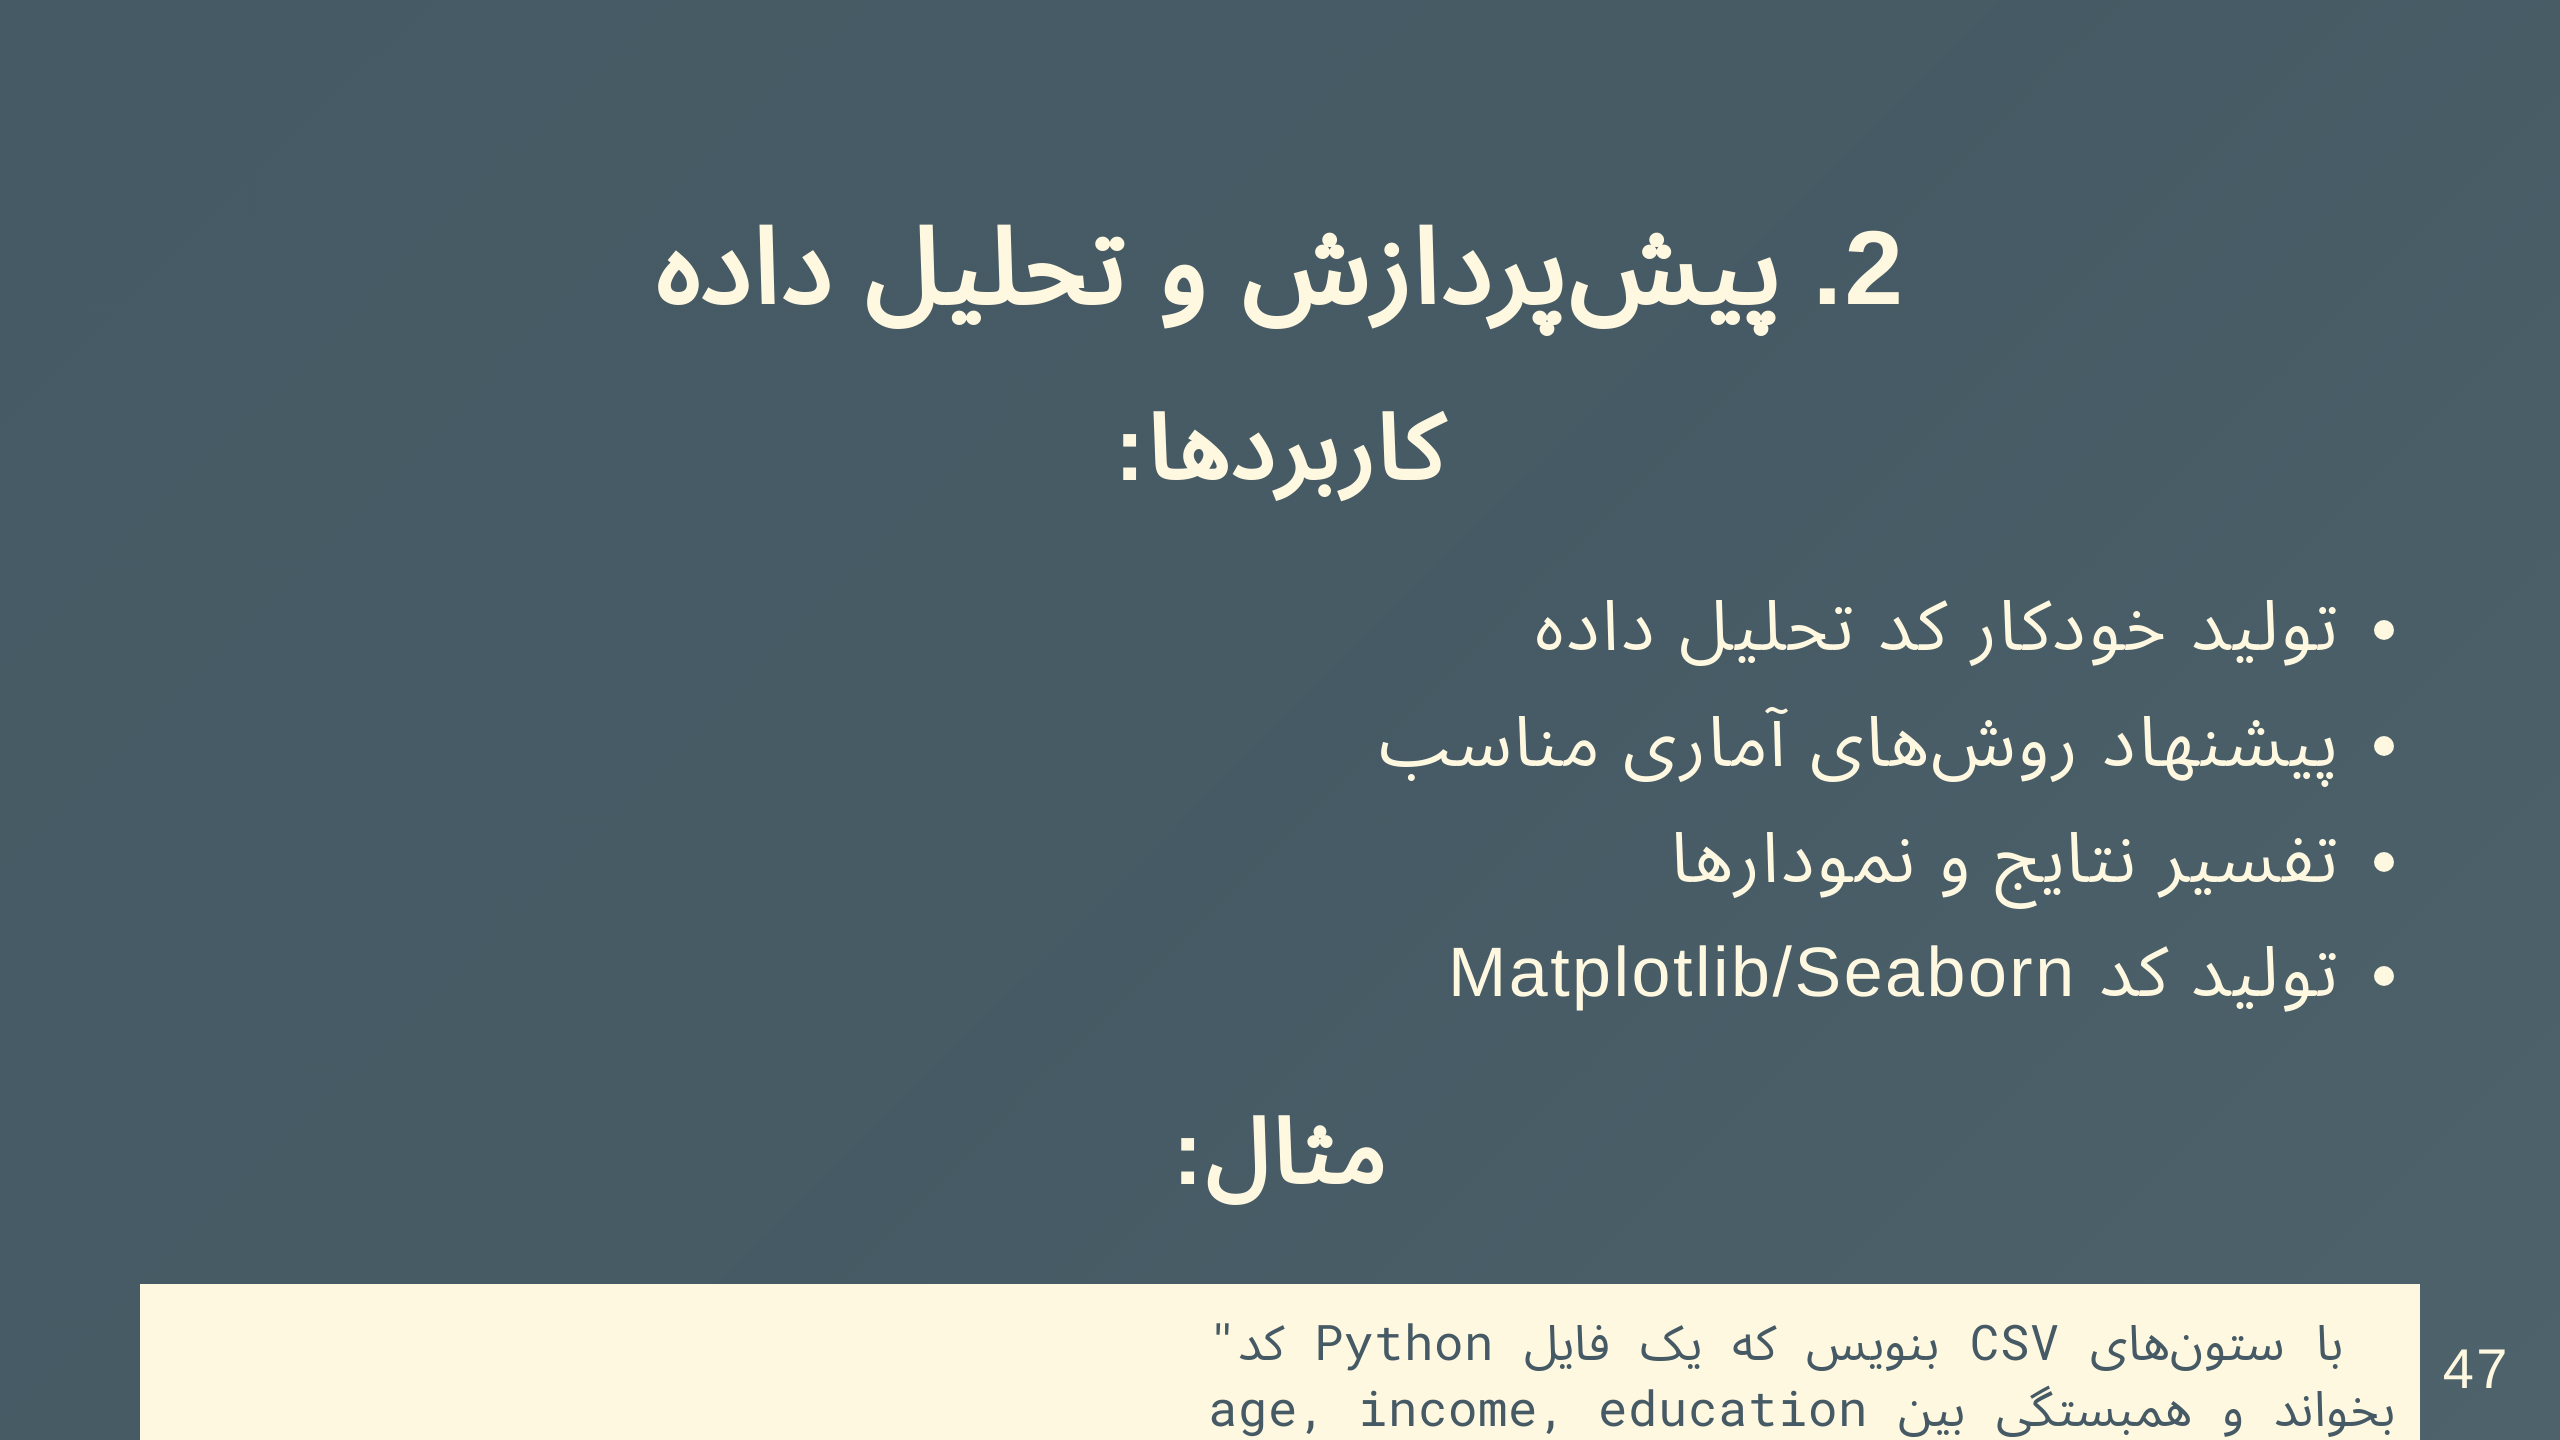 2. پیش‌پردازش و تحلیل داده
کاربردها:
• تولید خودکار کد تحلیل داده
• پیشنهاد روش‌های آماری مناسب
• تفسیر نتایج و نمودارها
• تولید کد Matplotlib/Seaborn
مثال:
"کد Python بنویس که یک فایل CSV با ستون‌های
age, income, education بخواند و همبستگی بین
47